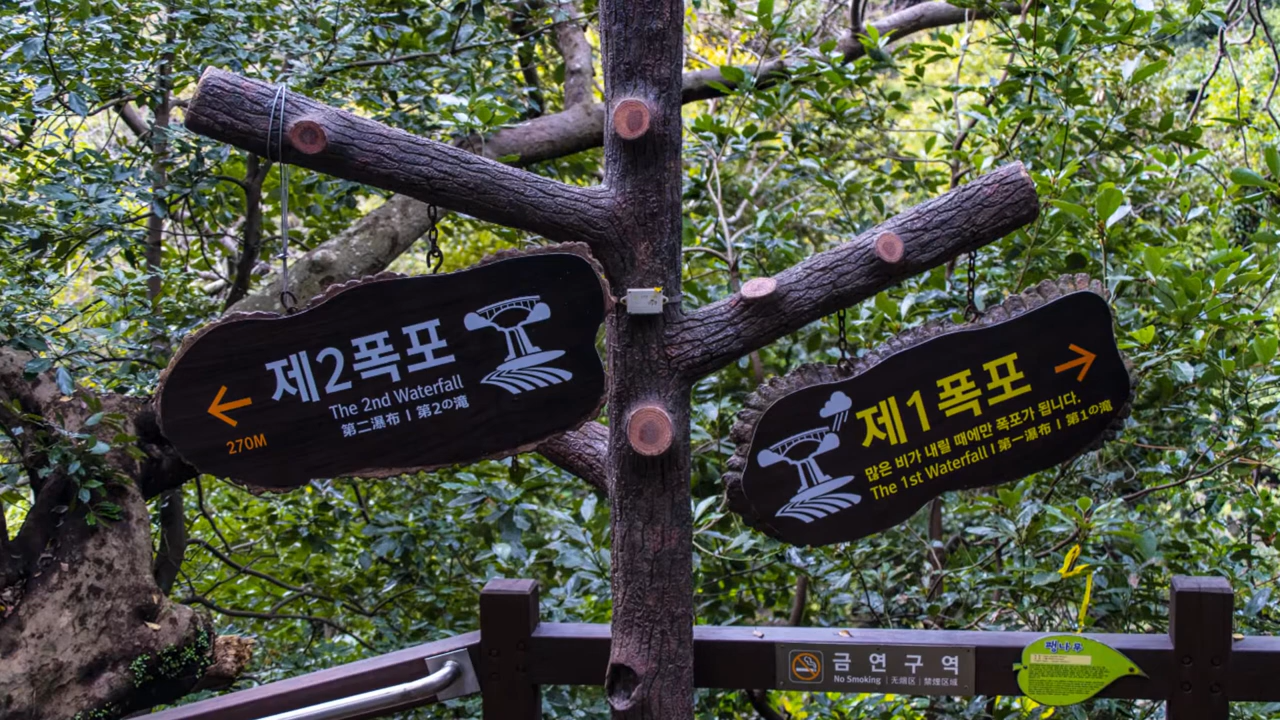 제2폭포
The 2nd Waterfall
第二瀑布 | 第2の滝
270M
제1폭포
많은 비가 내릴 때에만 폭포가 됩니다.
The 1st Waterfall | 第一瀑布 | 第1の滝
금연구역
No Smoking | 无烟区 | 禁煙区域